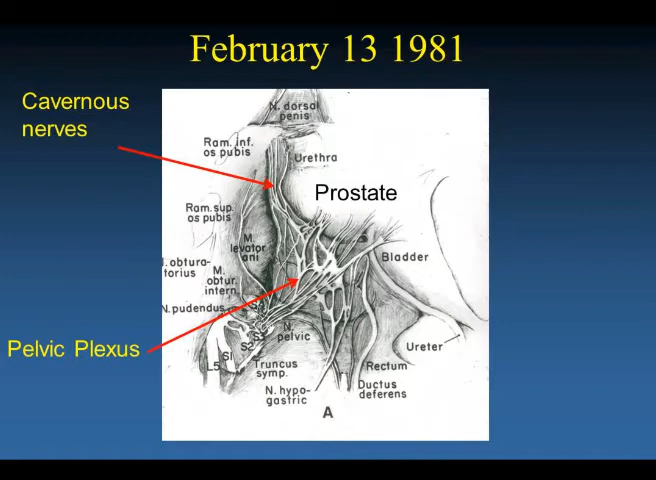 February 13 1981
Cavernous
nerves
N. dorsal
penis
Ram. inf.
os pubis
Urethra
Prostate
Ram. sup.
os pubis
M.
levator
ani
Bladder
M.
obtur.
intern.
N. pudendus
S4
S3
S2
S1
L5
N.
pelvic
Pelvic Plexus
Ureter
Truncus
symp.
Rectum
N. hypo-
gastric
Ductus
deferens
A